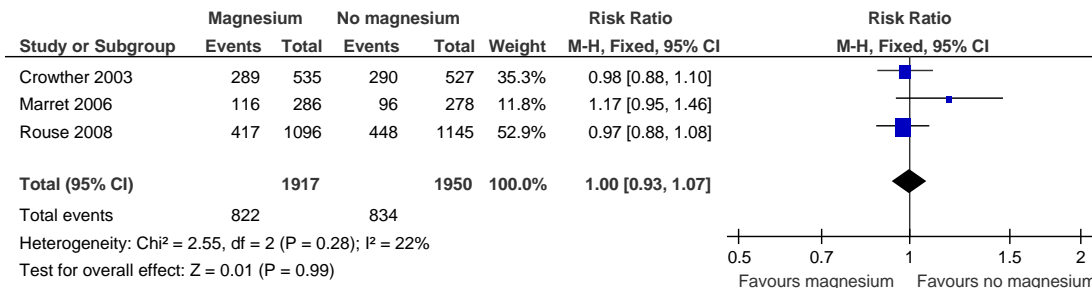 Magnesium No magnesium Risk Ratio Risk Ratio
Study or Subgroup Events Total Events Total Weight M-H, Fixed, 95% CI M-H, Fixed, 95% CI
Crowther 2003 289 535 290 527 35.3% 0.98 [0.88, 1.10]
Marret 2006 116 286 96 278 11.8% 1.17 [0.95, 1.46]
Rouse 2008 417 1096 448 1145 52.9% 0.97 [0.88, 1.08]
Total (95% CI) 1917 1950 100.0% 1.00 [0.93, 1.07]
Total events 822 834
Heterogeneity: Chi² = 2.55, df = 2 (P = 0.28); I² = 22%
Test for overall effect: Z = 0.01 (P = 0.99)
0.5 0.7 1 1.5 2
Favours magnesium Favours no magnesium